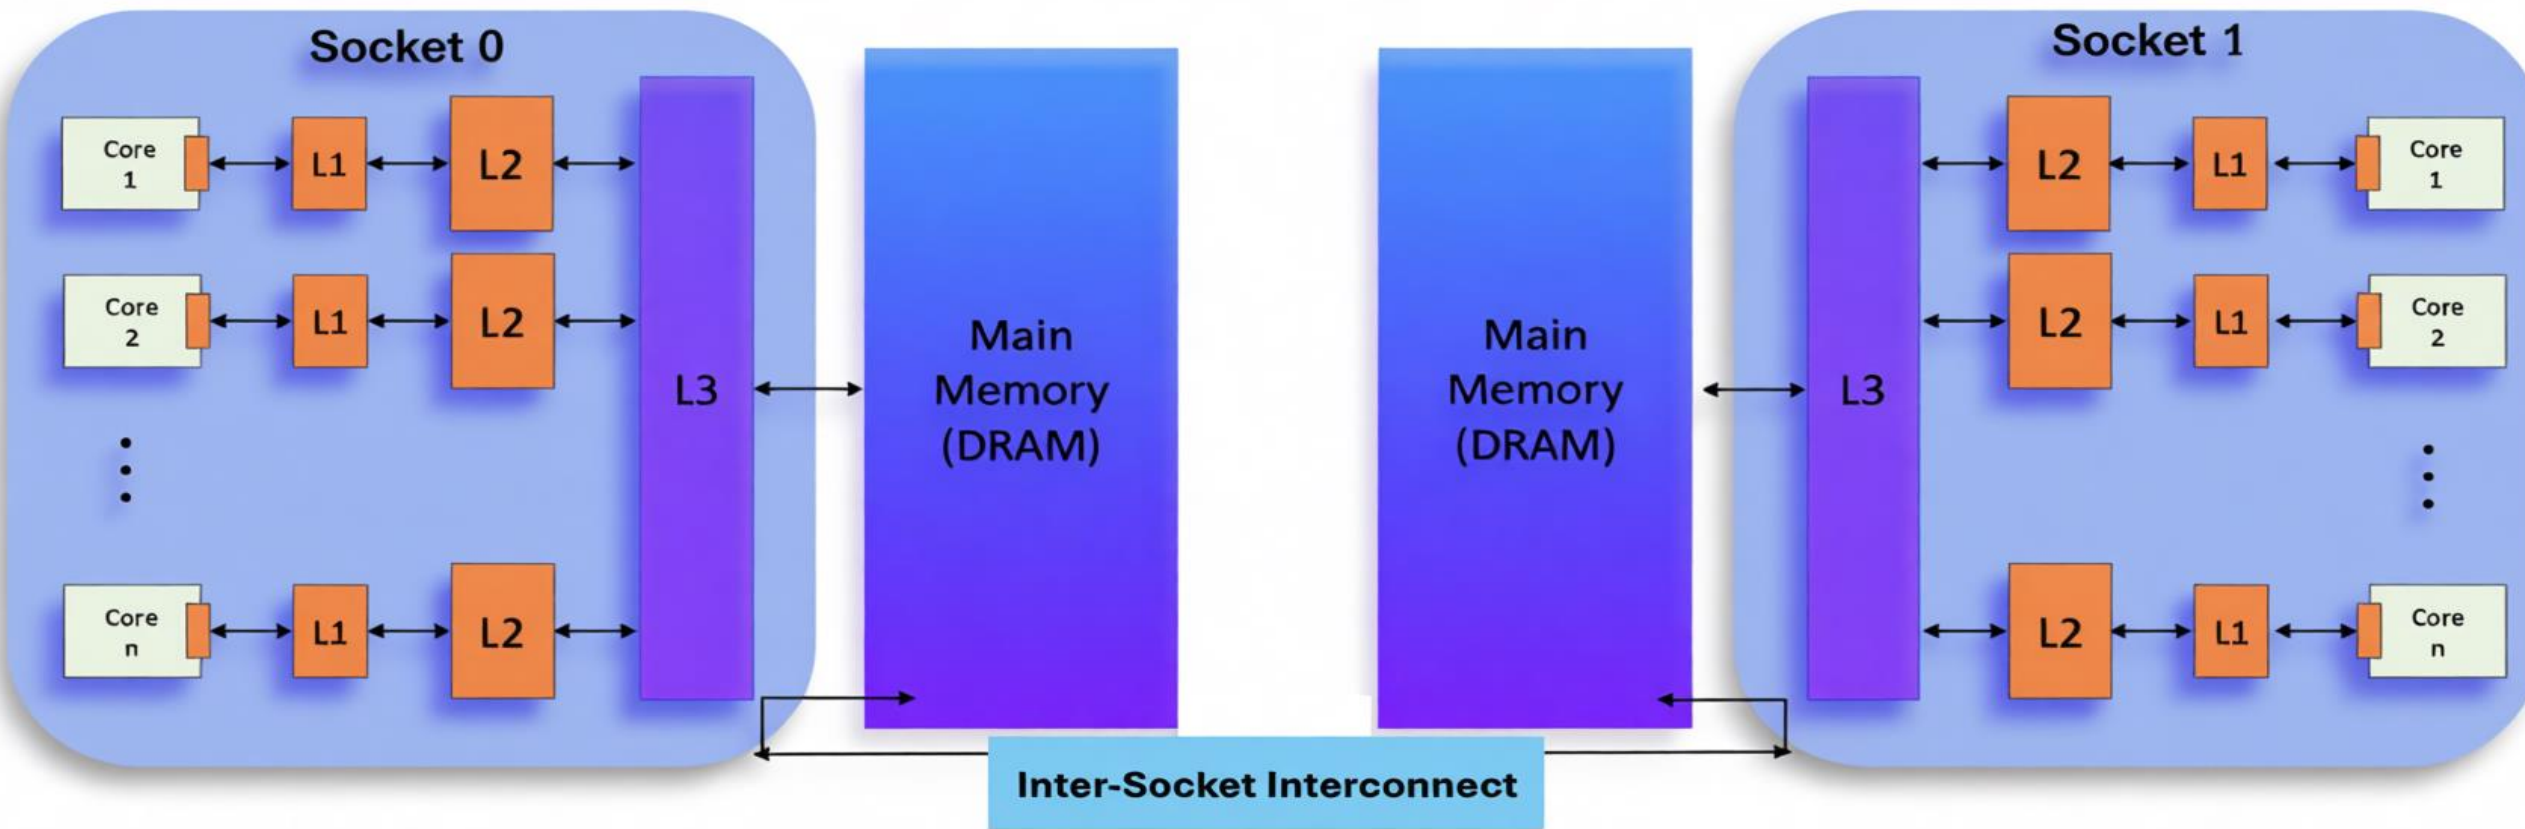 Socket 0
Core
1
L1
L2
Core
2
L1
L2
Core
n
L1
L2
L3
Main
Memory
(DRAM)
Main
Memory
(DRAM)
Socket 1
L3
L2
L1
Core
1
L2
L1
Core
2
L2
L1
Core
n
Inter-Socket Interconnect